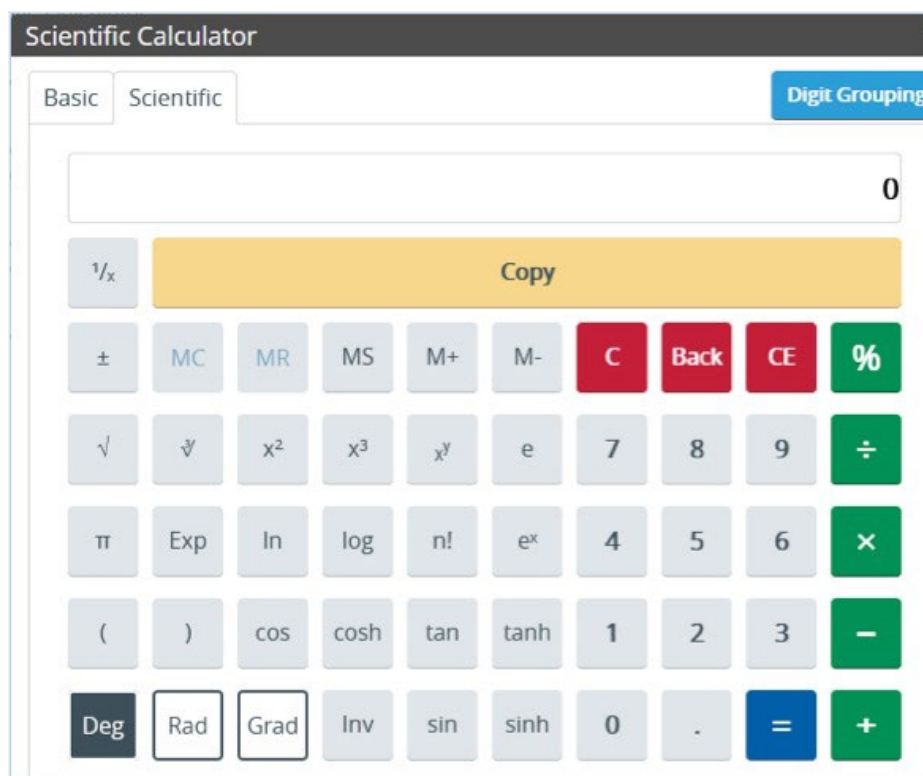 Scientific Calculator
Basic Scientific Digit Grouping
0
¹/ₓ Copy
± MC MR MS M+ M- C Back CE %
√ ∛ x² x³ xʸ e 7 8 9 ÷
π Exp ln log n! eˣ 4 5 6 ×
( ) cos cosh tan tanh 1 2 3 −
Deg Rad Grad Inv sin sinh 0 . = +